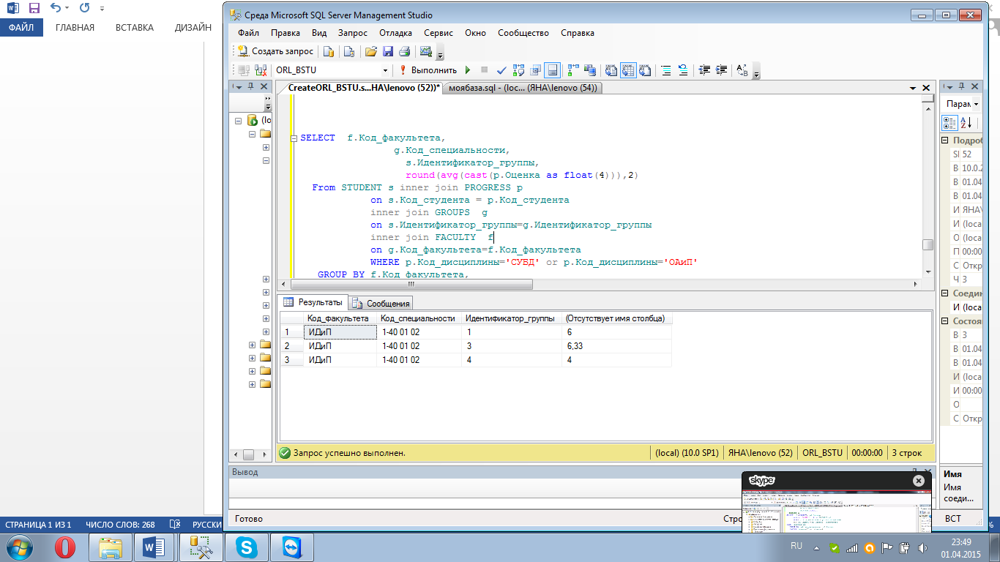 Среда Microsoft SQL Server Management Studio
ФАЙЛ ГЛАВНАЯ ВСТАВКА ДИЗАЙН
Файл Правка Вид Запрос Отладка Сервис Окно Сообщество Справка
Создать запрос
ORL_BSTU Выполнить
CreateORL_BSTU.s...НА\lenovo (52))* моябаза.sql - (loc... (ЯНА\lenovo (54))
Парам
(lo
SELECT f.Код_факультета,
g.Код_специальности,
s.Идентификатор_группы,
round(avg(cast(p.Оценка as float(4))),2)
From STUDENT s inner join PROGRESS p
on s.Код_студента = p.Код_студента
inner join GROUPS g
on s.Идентификатор_группы=g.Идентификатор_группы
inner join FACULTY f
on g.Код_факультета=f.Код_факультета
WHERE p.Код_дисциплины='СУБД' or p.Код_дисциплины='ОАиП'
GROUP BY f.Код_факультета,
Подроб
SI 52
В 10.0.2
В 01.04
В 01.04
И ЯНА\
И (loca
О (loca
П 00:00
С Откр
Ч 3
Соедин
И (loca
Состоя
В 3
В 01.04
В 01.04
И (loca
И 00:00
О
С Откр
Результаты Сообщения
Код_факультета Код_специальности Идентификатор_группы (Отсутствует имя столбца)
1 ИДиП 1-40 01 02 1 6
2 ИДиП 1-40 01 02 3 6,33
3 ИДиП 1-40 01 02 4 4
Запрос успешно выполнен. (local) (10.0 SP1) ЯНА\lenovo (52) ORL_BSTU 00:00:00 3 строк
Вывод
Имя
Имя
соеди...
skype
Готово Стро ВСТ
СТРАНИЦА 1 ИЗ 1 ЧИСЛО СЛОВ: 268 РУССКИ %
RU 23:49
01.04.2015